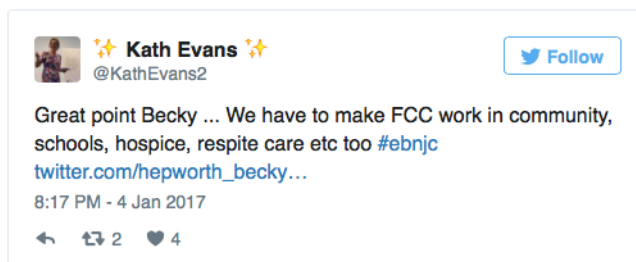 ✨ Kath Evans ✨
Follow
@KathEvans2
Great point Becky ... We have to make FCC work in community,
schools, hospice, respite care etc too #ebnjc
twitter.com/hepworth_becky…
8:17 PM - 4 Jan 2017
2 4